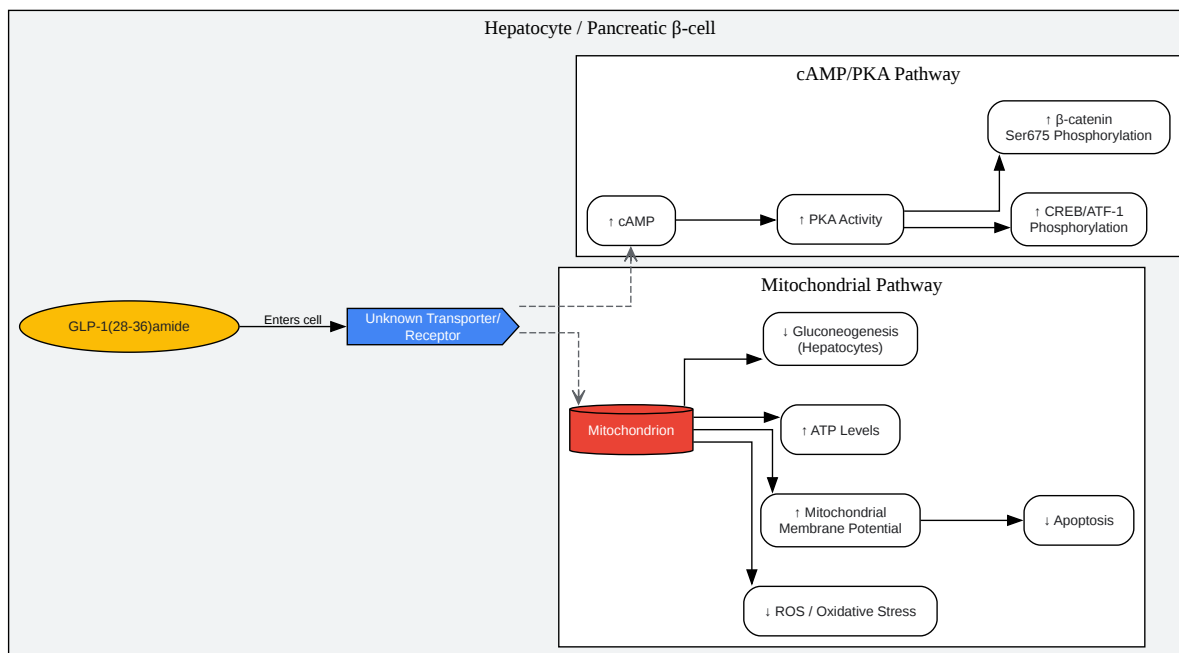 Hepatocyte / Pancreatic β-cell
cAMP/PKA Pathway
↑ β-catenin
Ser675 Phosphorylation
↑ cAMP
↑ PKA Activity
↑ CREB/ATF-1
Phosphorylation
Mitochondrial Pathway
GLP-1(28-36)amide
Enters cell
Unknown Transporter/
Receptor
↓ Gluconeogenesis
(Hepatocytes)
Mitochondrion
↑ ATP Levels
↑ Mitochondrial
Membrane Potential
↓ Apoptosis
↓ ROS / Oxidative Stress